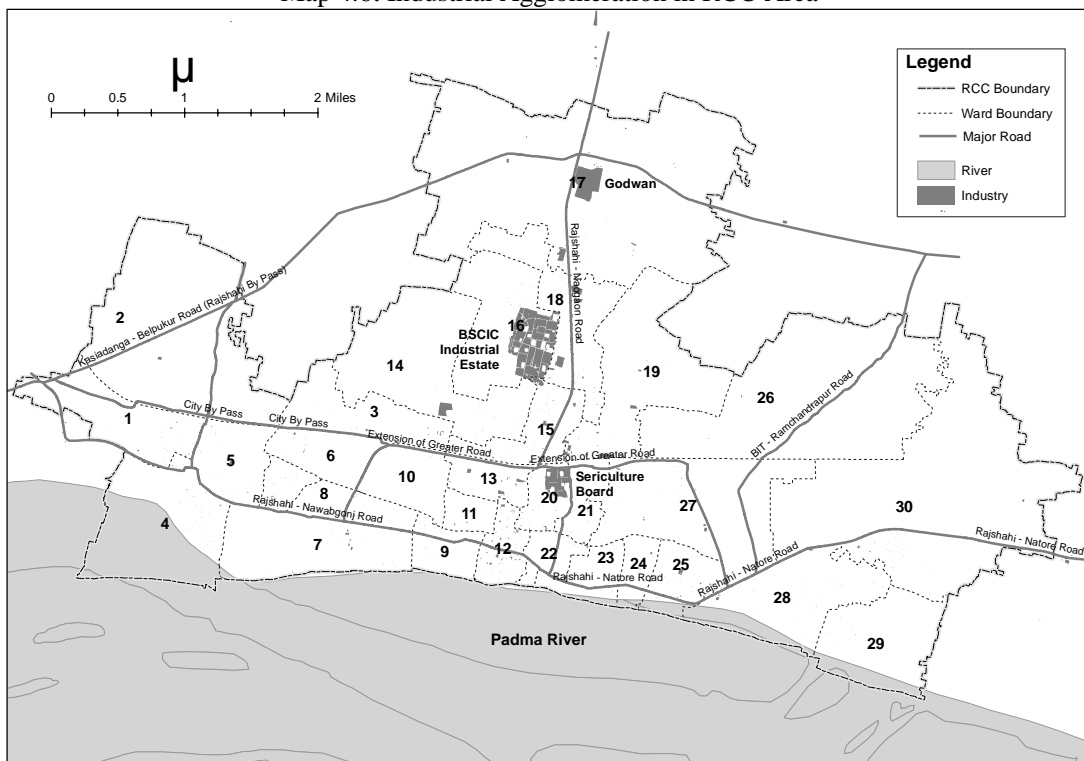 Map 4.6: Industrial Agglomeration in RCC Area
µ
0 0.5 1 2 Miles
Legend
RCC Boundary
Ward Boundary
Major Road
River
Industry
17
Godwan
Rajshahi - Naogaon Road
2
Kasiadanga - Belpukur Road (Rajshahi By Pass)
18
16
BSCIC
Industrial
Estate
14
19
26
BIT - Ramchandrapur Road
1
City By Pass
City By Pass
3
Extension of Greater Road
15
Extension of Greater Road
5
6
10
13
Sericulture
Board
20
21
27
30
8
Rajshahi - Nawabgonj Road
11
4
7
9
12
22
23
24
25
Rajshahi - Natore Road
Rajshahi - Natore Road
Rajshahi - Natore Road
28
29
Padma River